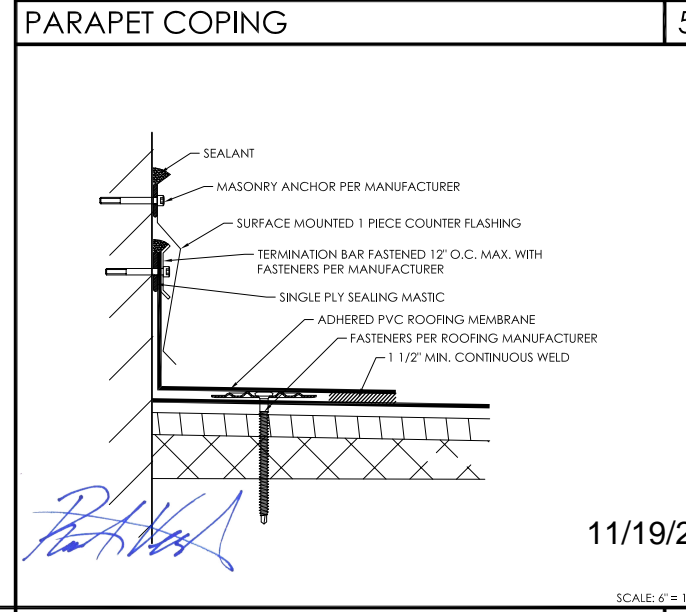 PARAPET COPING
5
SEALANT
MASONRY ANCHOR PER MANUFACTURER
SURFACE MOUNTED 1 PIECE COUNTER FLASHING
TERMINATION BAR FASTENED 12" O.C. MAX. WITH
FASTENERS PER MANUFACTURER
SINGLE PLY SEALING MASTIC
ADHERED PVC ROOFING MEMBRANE
FASTENERS PER ROOFING MANUFACTURER
1 1/2" MIN. CONTINUOUS WELD
11/19/2
SCALE: 6" = 1